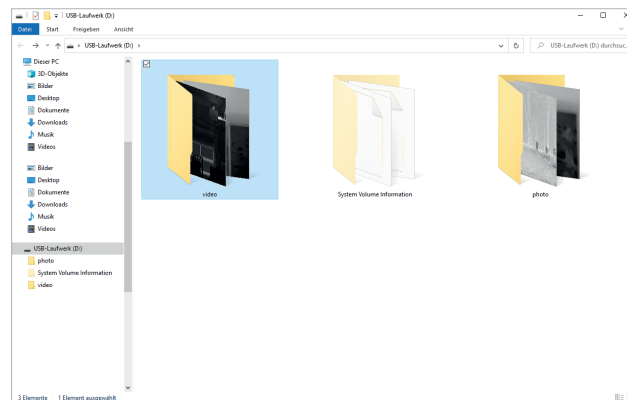 USB-Laufwerk (D:)
Datei Start Freigeben Ansicht
USB-Laufwerk (D:)
USB-Laufwerk (D:) durchsuc...
Dieser PC
3D-Objekte
Bilder
Desktop
Dokumente
Downloads
Musik
Videos
Bilder
Desktop
Dokumente
Downloads
Musik
Videos
USB-Laufwerk (D:)
photo
System Volume Information
video
video
System Volume Information
photo
3 Elemente 1 Element ausgewählt